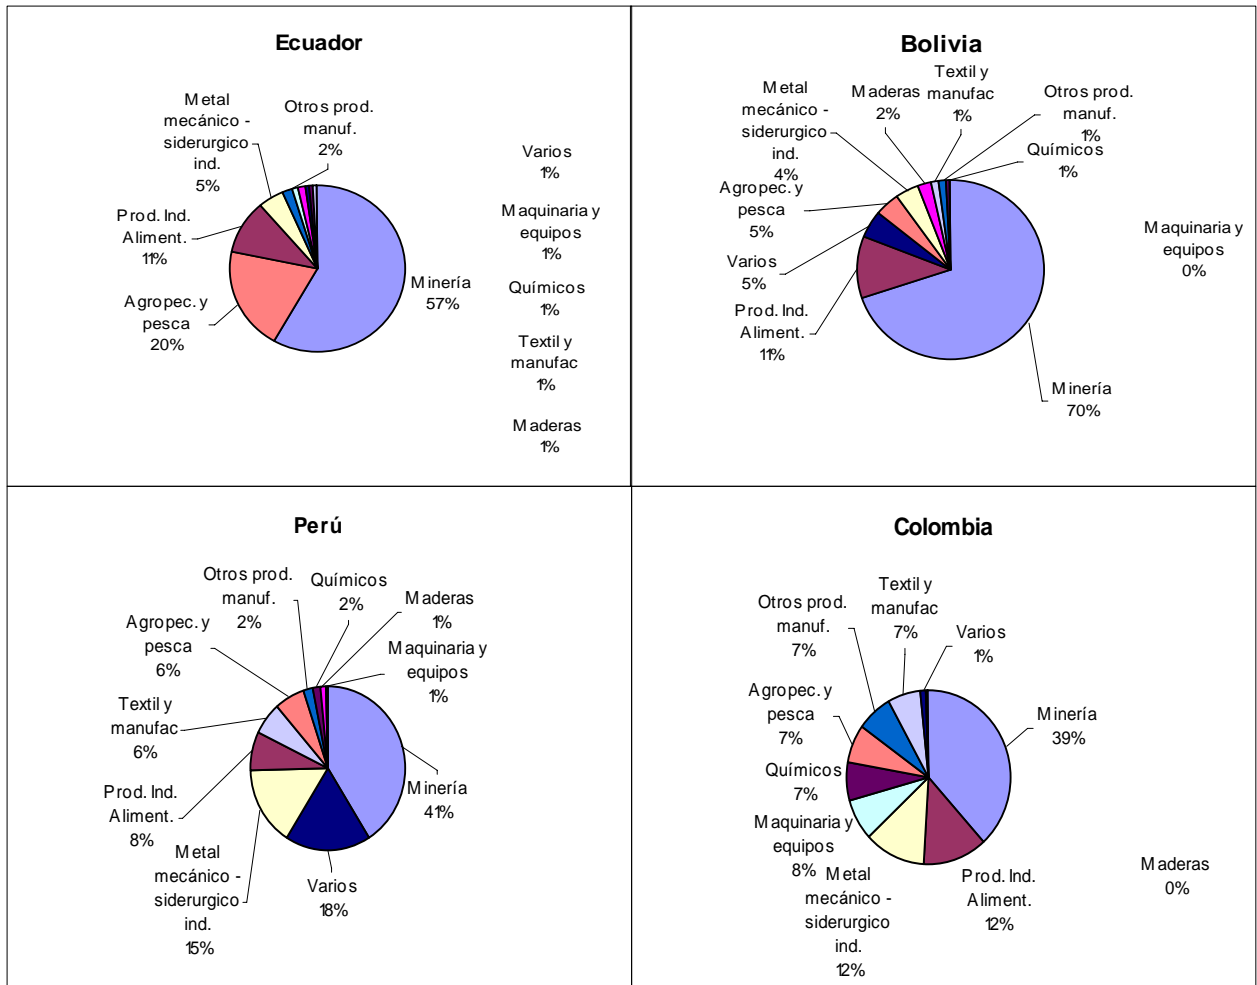 Ecuador
Metal
mecánico -
siderurgico
ind.
5%
Otros prod.
manuf.
2%
Prod. Ind.
Aliment.
11%
Agropec. y
pesca
20%
Minería
57%
Varios
1%
Maquinaria y
equipos
1%
Químicos
1%
Textil y
manufac
1%
Maderas
1%
Bolivia
Metal
mecánico -
siderurgico
ind.
4%
Maderas
2%
Textil y
manufac
1%
Otros prod.
manuf.
1%
Químicos
1%
Agropec. y
pesca
5%
Varios
5%
Prod. Ind.
Aliment.
11%
Maquinaria y
equipos
0%
Minería
70%
Perú
Otros prod.
manuf.
2%
Químicos
2%
Maderas
1%
Maquinaria y
equipos
1%
Agropec. y
pesca
6%
Textil y
manufac
6%
Prod. Ind.
Aliment.
8%
Metal
mecánico -
siderurgico
ind.
15%
Varios
18%
Minería
41%
Colombia
Otros prod.
manuf.
7%
Textil y
manufac
7%
Varios
1%
Agropec. y
pesca
7%
Químicos
7%
Maquinaria y
equipos
8%
Metal
mecánico -
siderurgico
ind.
12%
Prod. Ind.
Aliment.
12%
Minería
39%
Maderas
0%